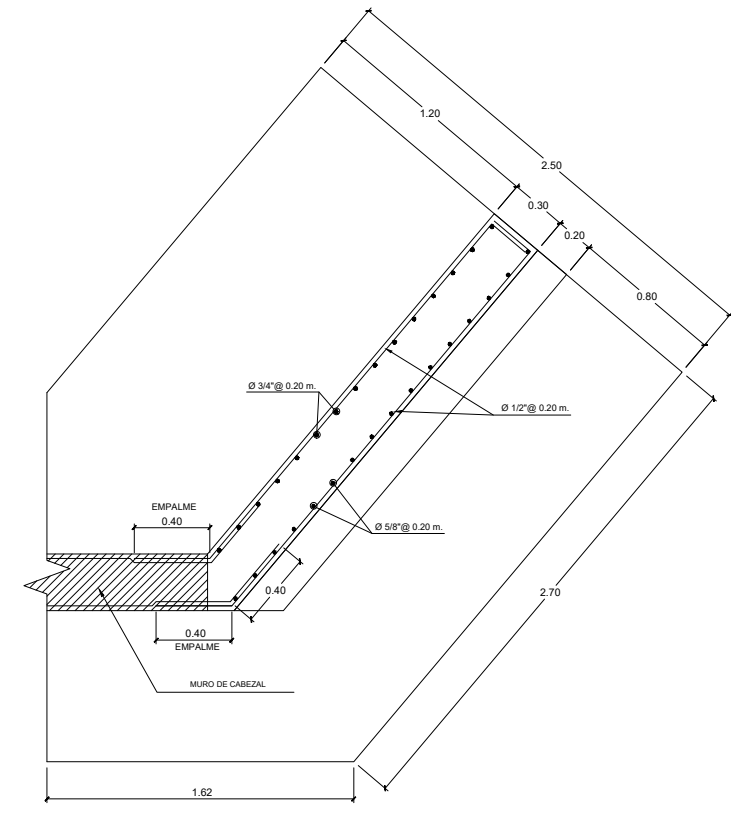 1.20
2.50
0.30
0.20
0.80
Ø 3/4"@ 0.20 m.
Ø 1/2"@ 0.20 m.
EMPALME
0.40
Ø 5/8"@ 0.20 m.
0.40
2.70
0.40
EMPALME
MURO DE CABEZAL
1.62